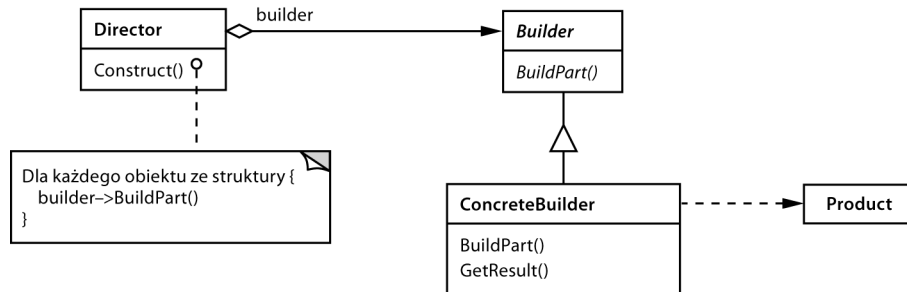 builder
Director
Construct()
Builder
BuildPart()
Dla każdego obiektu ze struktury {
builder–>BuildPart()
}
ConcreteBuilder
BuildPart()
GetResult()
Product